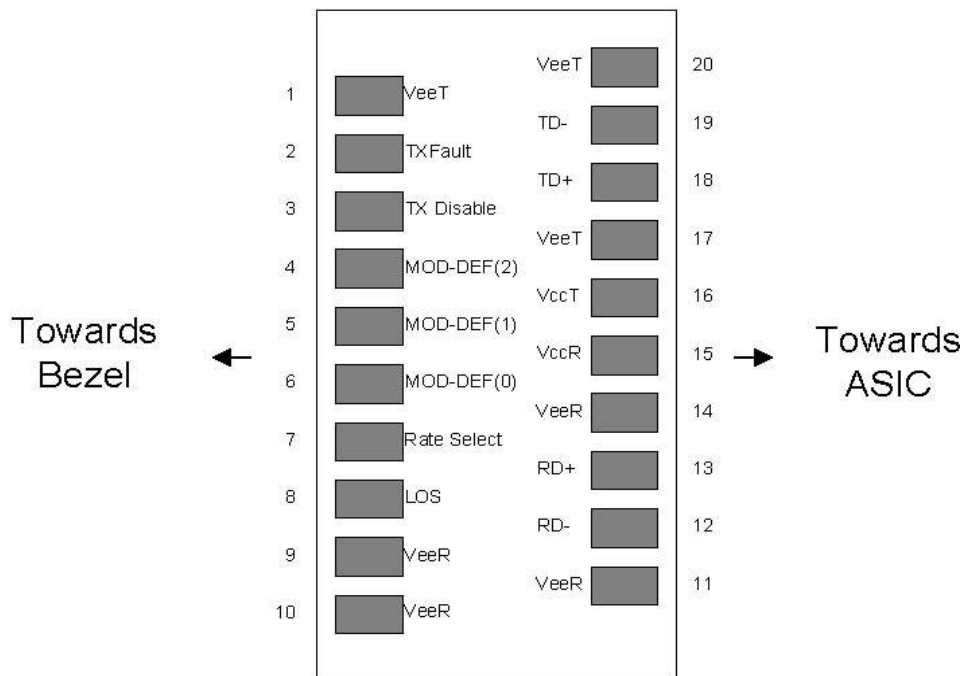 VeeT 20
1 VeeT
TD- 19
2 TXFault
TD+ 18
3 TX Disable
VeeT 17
4 MOD-DEF(2)
VccT 16
5 MOD-DEF(1)
Towards
Bezel
VccR 15
Towards
ASIC
6 MOD-DEF(0)
VeeR 14
7 Rate Select
RD+ 13
8 LOS
RD- 12
9 VeeR
VeeR 11
10 VeeR